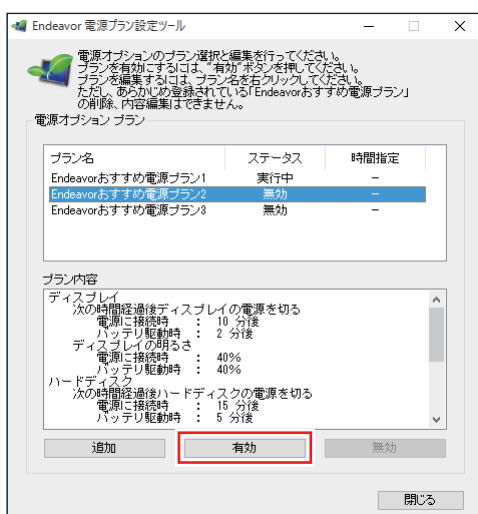 Endeavor 電源プラン設定ツール
電源オプションのプラン選択と編集を行ってください。
プランを有効にするには、"有効"ボタンを押してください。
プランを編集するには、プラン名を右クリックしてください。
ただし、あらかじめ登録されている「Endeavorおすすめ電源プラン」
の削除、内容編集はできません。
電源オプション プラン
プラン名 ステータス 時間指定
Endeavorおすすめ電源プラン1 実行中 −
Endeavorおすすめ電源プラン2 無効 −
Endeavorおすすめ電源プラン3 無効
プラン内容
ディスプレイ
次の時間経過後ディスプレイの電源を切る
電源に接続時 : 10 分後
バッテリ駆動時 : 2 分後
ディスプレイの明るさ
電源に接続時 : 40%
バッテリ駆動時 : 40%
ハードディスク
次の時間経過後ハードディスクの電源を切る
電源に接続時 : 15 分後
バッテリ駆動時 : 5 分後
追加 有効 無効
閉じる